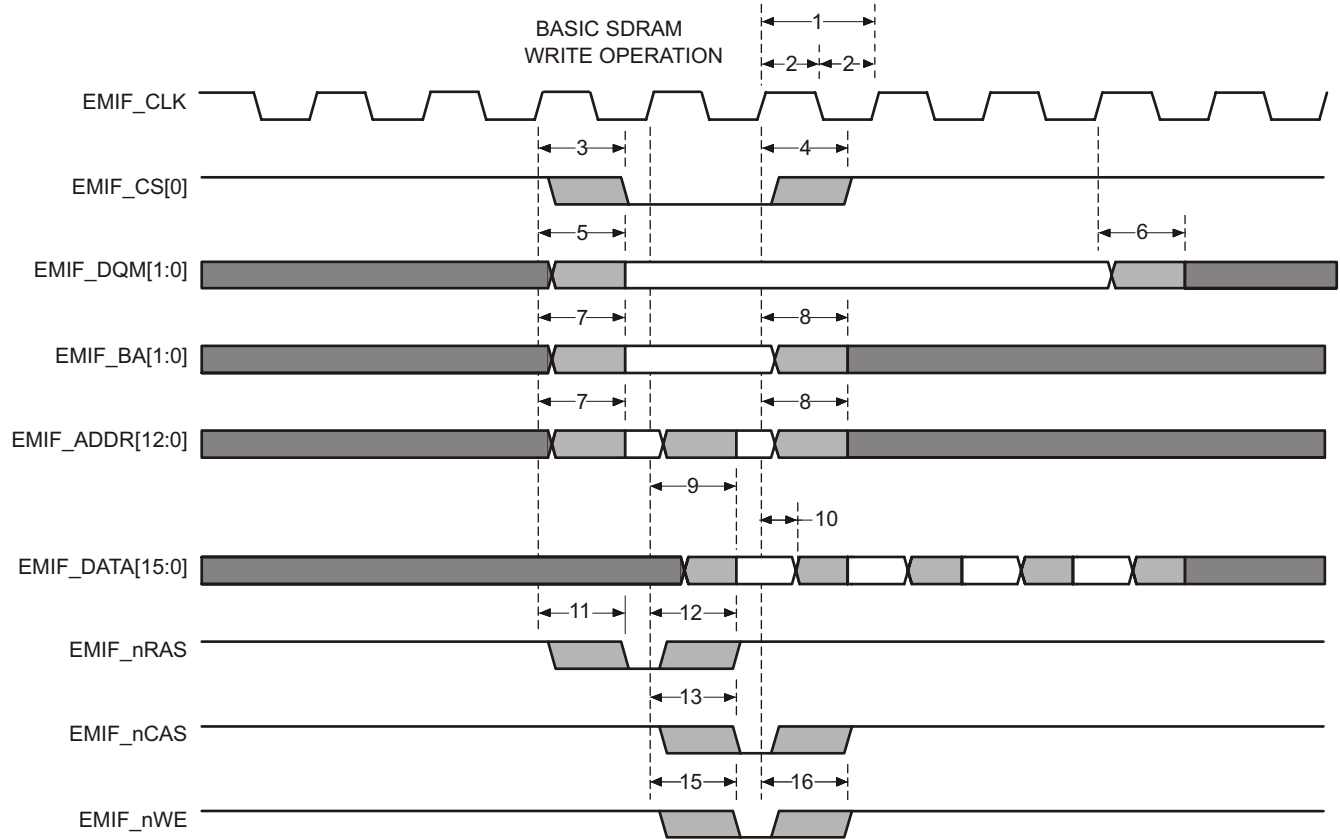 BASIC SDRAM
WRITE OPERATION
1
2 2
EMIF_CLK
3 4
EMIF_CS[0]
5 6
EMIF_DQM[1:0]
7 8
EMIF_BA[1:0]
7 8
EMIF_ADDR[12:0]
9
10
EMIF_DATA[15:0]
11 12
EMIF_nRAS
13
EMIF_nCAS
15 16
EMIF_nWE